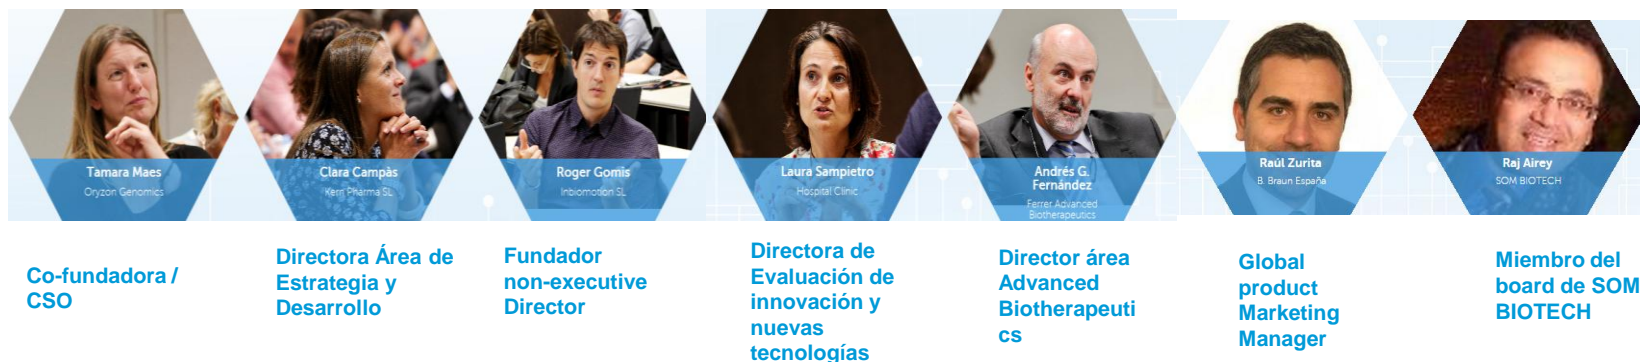 Tamara Maes
Oryzon Genomics
Co-fundadora /
CSO
Clara Campàs
Kern Pharma SL
Directora Área de
Estrategia y
Desarrollo
Roger Gomis
Inbiomotion SL
Fundador
non-executive
Director
Laura Sampietro
Hospital Clinic
Directora de
Evaluación de
innovación y
nuevas
tecnologías
Andrés G.
Fernández
Ferrer Advanced
Biotherapeutics
Director área
Advanced
Biotherapeuti
cs
Raúl Zurita
B. Braun España
Global
product
Marketing
Manager
Raj Airey
SOM BIOTECH
Miembro del
board de SOM
BIOTECH